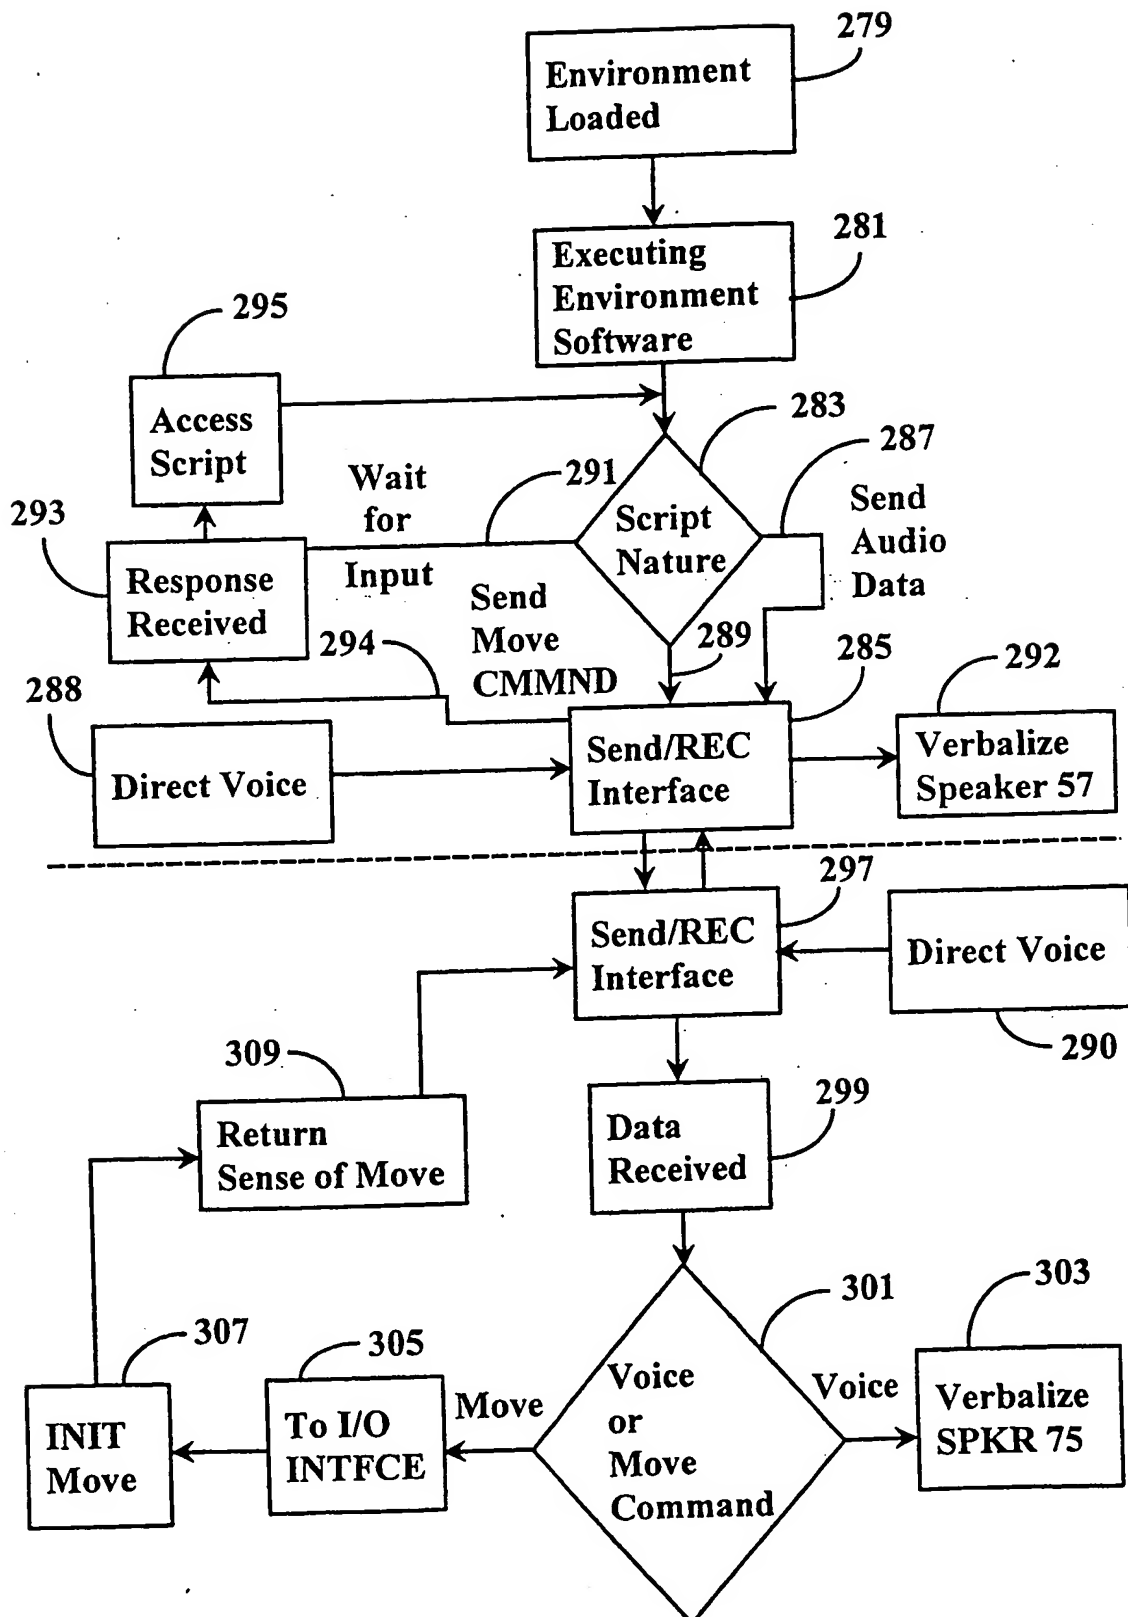 279
Environment
Loaded
281
Executing
Environment
Software
295
Access
Script
283
287
291
Wait
for
Input
Script
Nature
Send
Audio
Data
293
Response
Received
Send
Move
CMMND
294
289
285
292
288
Direct Voice
Send/REC
Interface
Verbalize
Speaker 57
297
Send/REC
Interface
Direct Voice
290
309
Return
Sense of Move
299
Data
Received
301
303
307
305
INIT
Move
To I/O
INTFCE
Move
Voice
or
Move
Command
Voice
Verbalize
SPKR 75